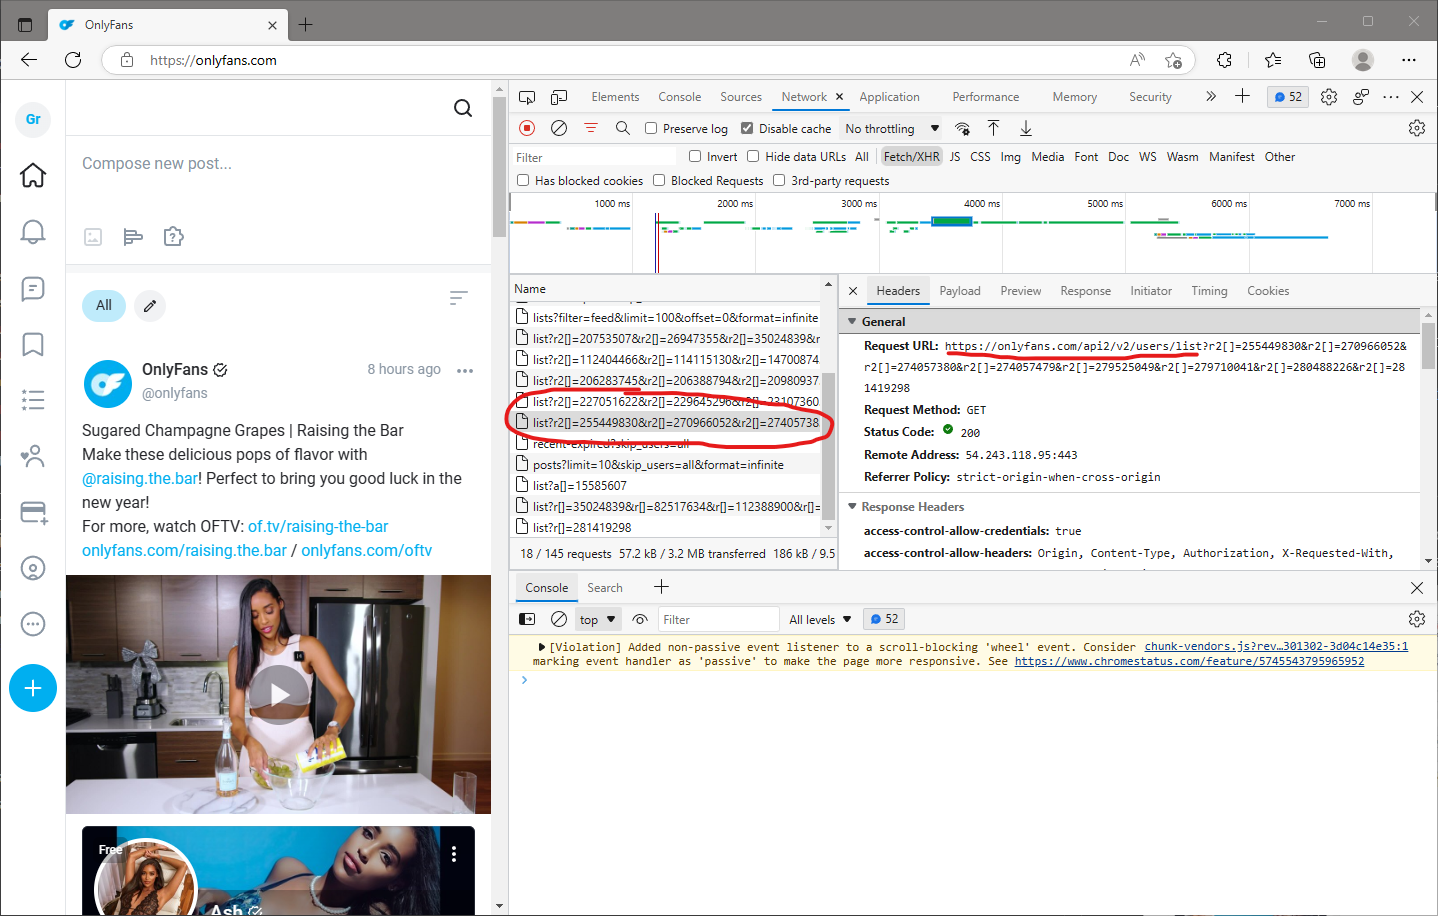 OnlyFans
https://onlyfans.com
Gr
Compose new post...
All
OnlyFans
8 hours ago
@onlyfans
Sugared Champagne Grapes | Raising the Bar
Make these delicious pops of flavor with
@raising.the.bar! Perfect to bring you good luck in the
new year!
For more, watch OFTV: of.tv/raising-the-bar
onlyfans.com/raising.the.bar / onlyfans.com/oftv
Free
Ash
Elements Console Sources Network Application Performance Memory Security 52
Preserve log Disable cache No throttling
Filter Invert Hide data URLs All Fetch/XHR JS CSS Img Media Font Doc WS Wasm Manifest Other
Has blocked cookies Blocked Requests 3rd-party requests
1000 ms 2000 ms 3000 ms 4000 ms 5000 ms 6000 ms 7000 ms
Name
lists?filter=feed&limit=100&offset=0&format=infinite
list?r2[]=20753507&r2[]=26947355&r2[]=35024839&r
list?r2[]=112404466&r2[]=114115130&r2[]=14700874
list?r2[]=206283745&r2[]=206388794&r2[]=20980937
list?r2[]=227051622&r2[]=229645296&r2[]=23107360
list?r2[]=255449830&r2[]=270966052&r2[]=27405738
recent-expired?skip_users=all
posts?limit=10&skip_users=all&format=infinite
list?a[]=15585607
list?r[]=35024839&r[]=82517634&r[]=112388900&r[]=
list?r[]=281419298
18 / 145 requests 57.2 kB / 3.2 MB transferred 186 kB / 9.5
Headers Payload Preview Response Initiator Timing Cookies
General
Request URL: https://onlyfans.com/api2/v2/users/list?r2[]=255449830&r2[]=270966052&
r2[]=274057380&r2[]=274057479&r2[]=279525049&r2[]=279710041&r2[]=280488226&r2[]=28
1419298
Request Method: GET
Status Code: 200
Remote Address: 54.243.118.95:443
Referrer Policy: strict-origin-when-cross-origin
Response Headers
access-control-allow-credentials: true
access-control-allow-headers: Origin, Content-Type, Authorization, X-Requested-With,
Console Search
top Filter All levels 52
[Violation] Added non-passive event listener to a scroll-blocking 'wheel' event. Consider chunk-vendors.js?rev…301302-3d04c14e35:1
marking event handler as 'passive' to make the page more responsive. See https://www.chromestatus.com/feature/5745543795965952